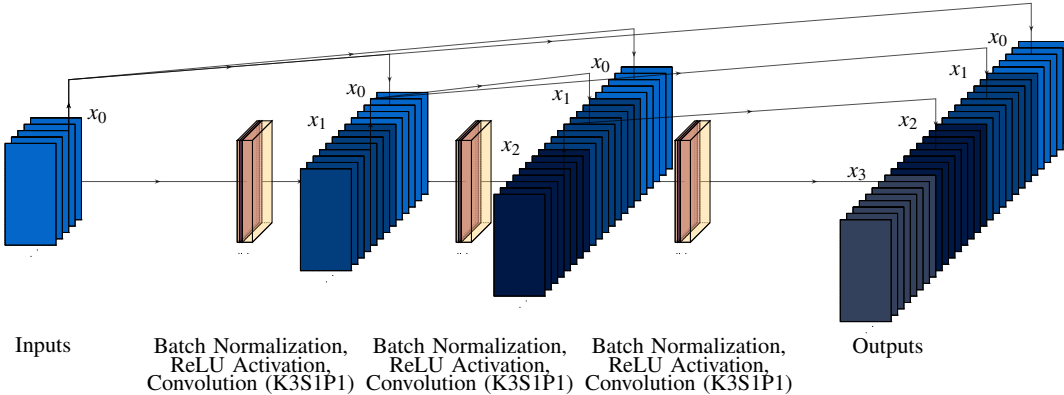 x0
x0
x1
x0
x1
x2
x0
x1
x2
x3
Inputs
Batch Normalization,
ReLU Activation,
Convolution (K3S1P1)
Batch Normalization,
ReLU Activation,
Convolution (K3S1P1)
Batch Normalization,
ReLU Activation,
Convolution (K3S1P1)
Outputs